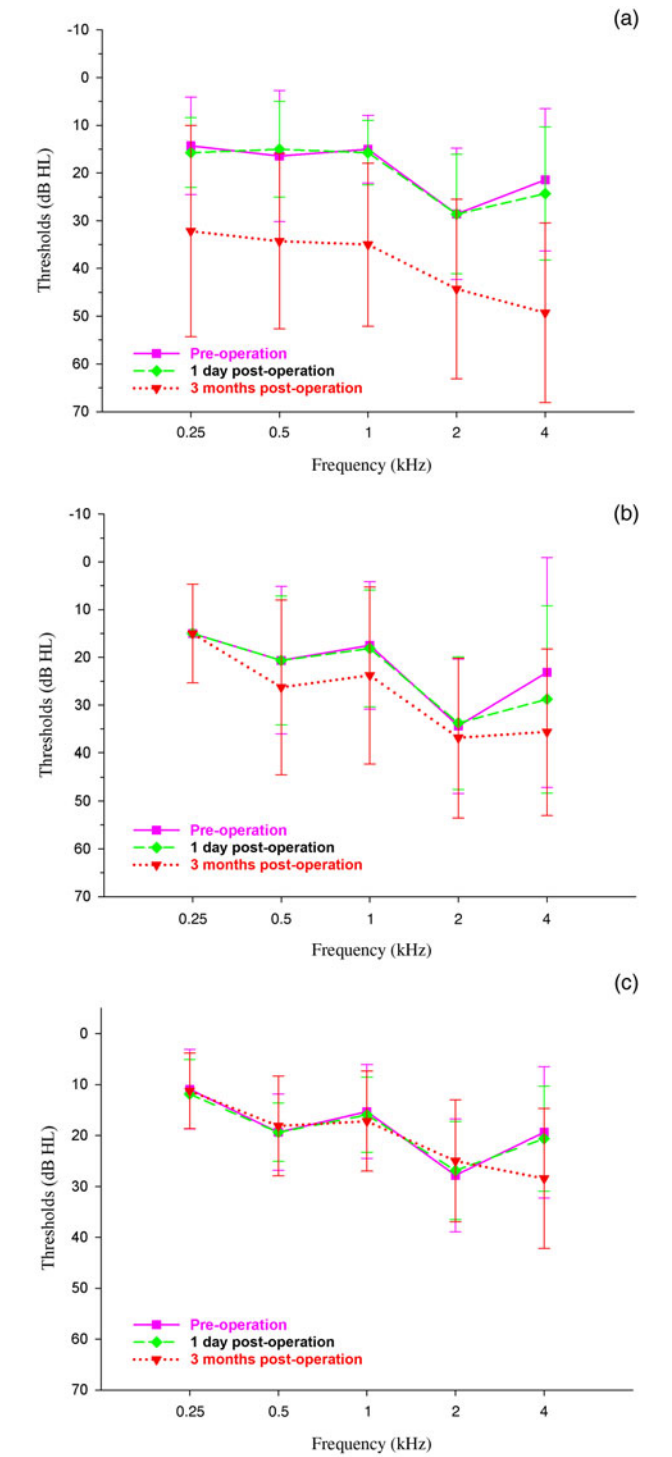 (a)
-10
0
10
20
30
40
50
60
70
Thresholds (dB HL)
Pre-operation
1 day post-operation
3 months post-operation
0.25 0.5 1 2 4
Frequency (kHz)
(b)
-10
0
10
20
30
40
50
60
70
Thresholds (dB HL)
Pre-operation
1 day post-operation
3 months post-operation
0.25 0.5 1 2 4
Frequency (kHz)
(c)
0
10
20
30
40
50
60
70
Thresholds (dB HL)
Pre-operation
1 day post-operation
3 months post-operation
0.25 0.5 1 2 4
Frequency (kHz)